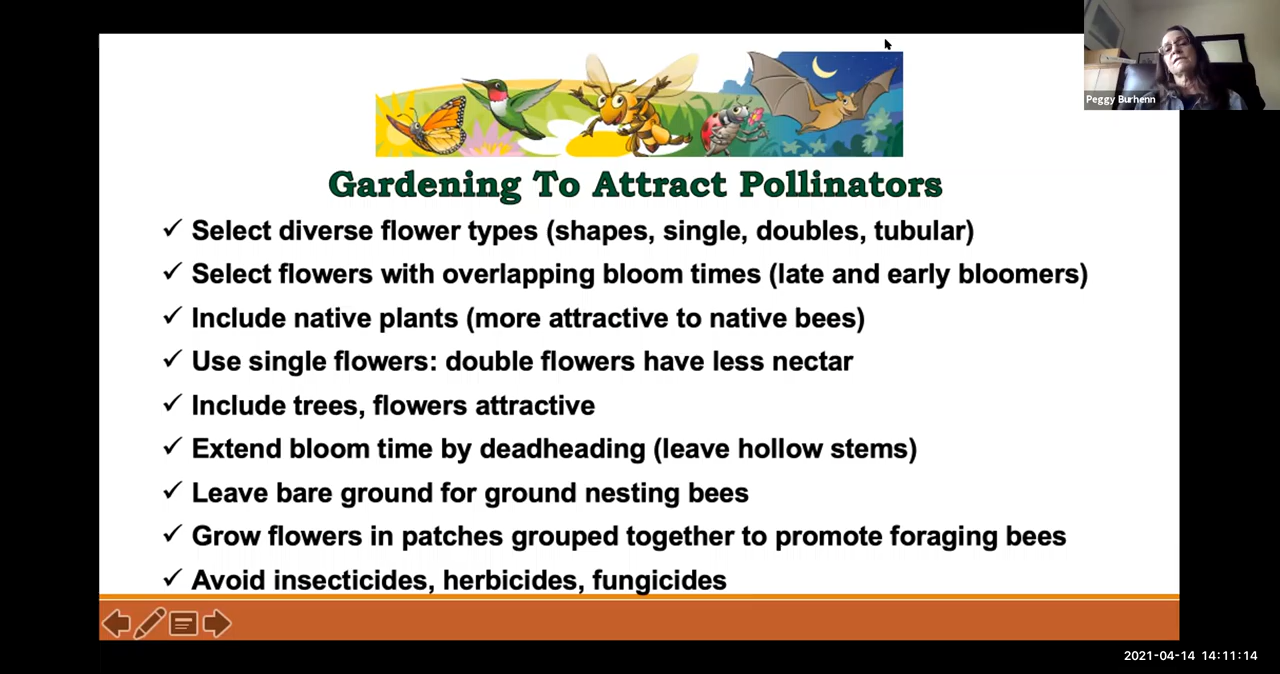 Peggy Burhenn
Gardening To Attract Pollinators
✓ Select diverse flower types (shapes, single, doubles, tubular)
✓ Select flowers with overlapping bloom times (late and early bloomers)
✓ Include native plants (more attractive to native bees)
✓ Use single flowers: double flowers have less nectar
✓ Include trees, flowers attractive
✓ Extend bloom time by deadheading (leave hollow stems)
✓ Leave bare ground for ground nesting bees
✓ Grow flowers in patches grouped together to promote foraging bees
✓ Avoid insecticides, herbicides, fungicides
2021-04-14 14:11:14